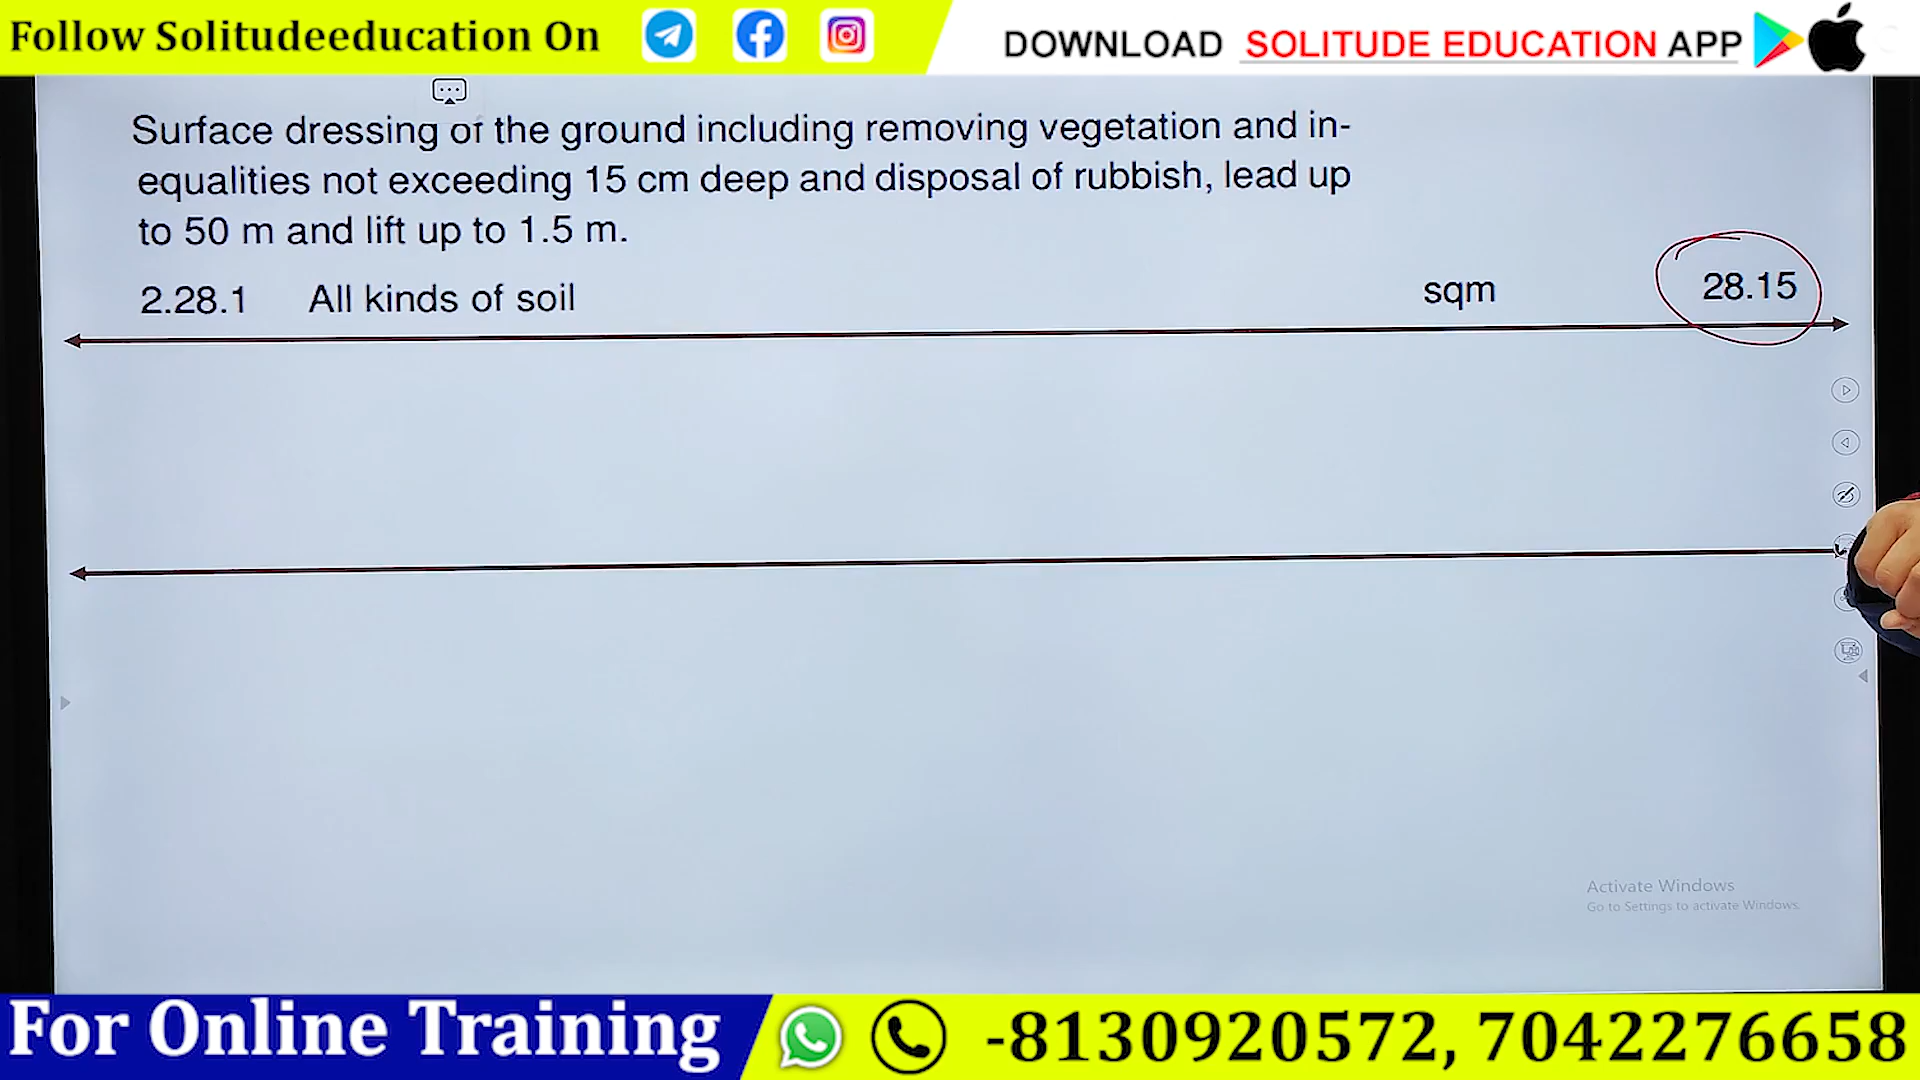 Follow Solitudeeducation On
DOWNLOAD SOLITUDE EDUCATION APP
Surface dressing of the ground including removing vegetation and in-
equalities not exceeding 15 cm deep and disposal of rubbish, lead up
to 50 m and lift up to 1.5 m.
2.28.1 All kinds of soil sqm 28.15
Activate Windows
Go to Settings to activate Windows.
For Online Training -8130920572, 7042276658